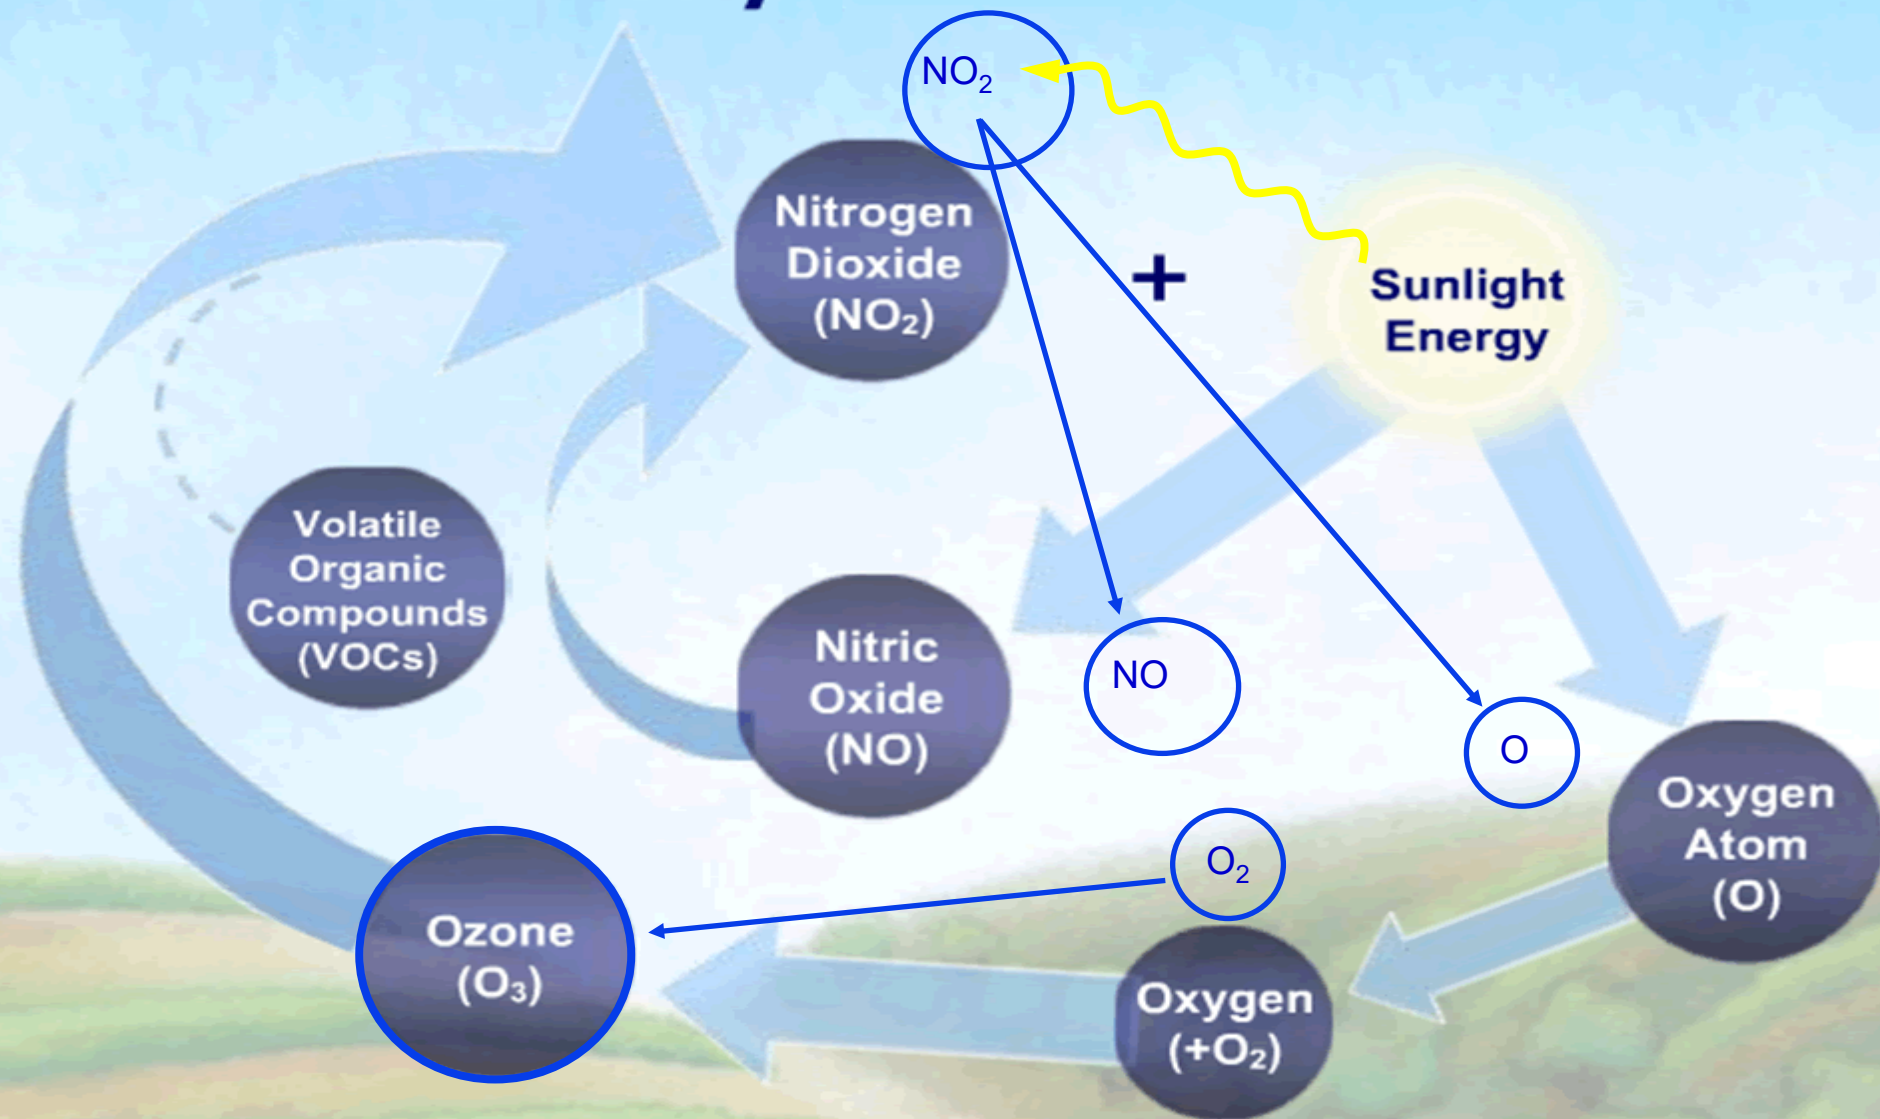 NO₂
Nitrogen
Dioxide
(NO₂)
+
Sunlight
Energy
Volatile
Organic
Compounds
(VOCs)
Nitric
Oxide
(NO)
NO
O
Oxygen
Atom
(O)
O₂
Ozone
(O₃)
Oxygen
(+O₂)